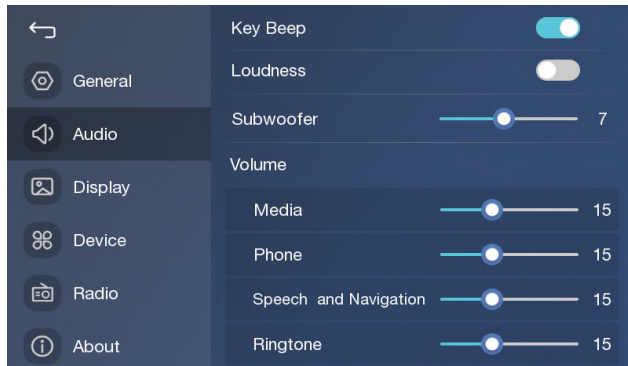 Key Beep
Loudness
General
Subwoofer 7
Audio
Volume
Display
Media 15
Device
Phone 15
Radio
Speech and Navigation 15
About
Ringtone 15